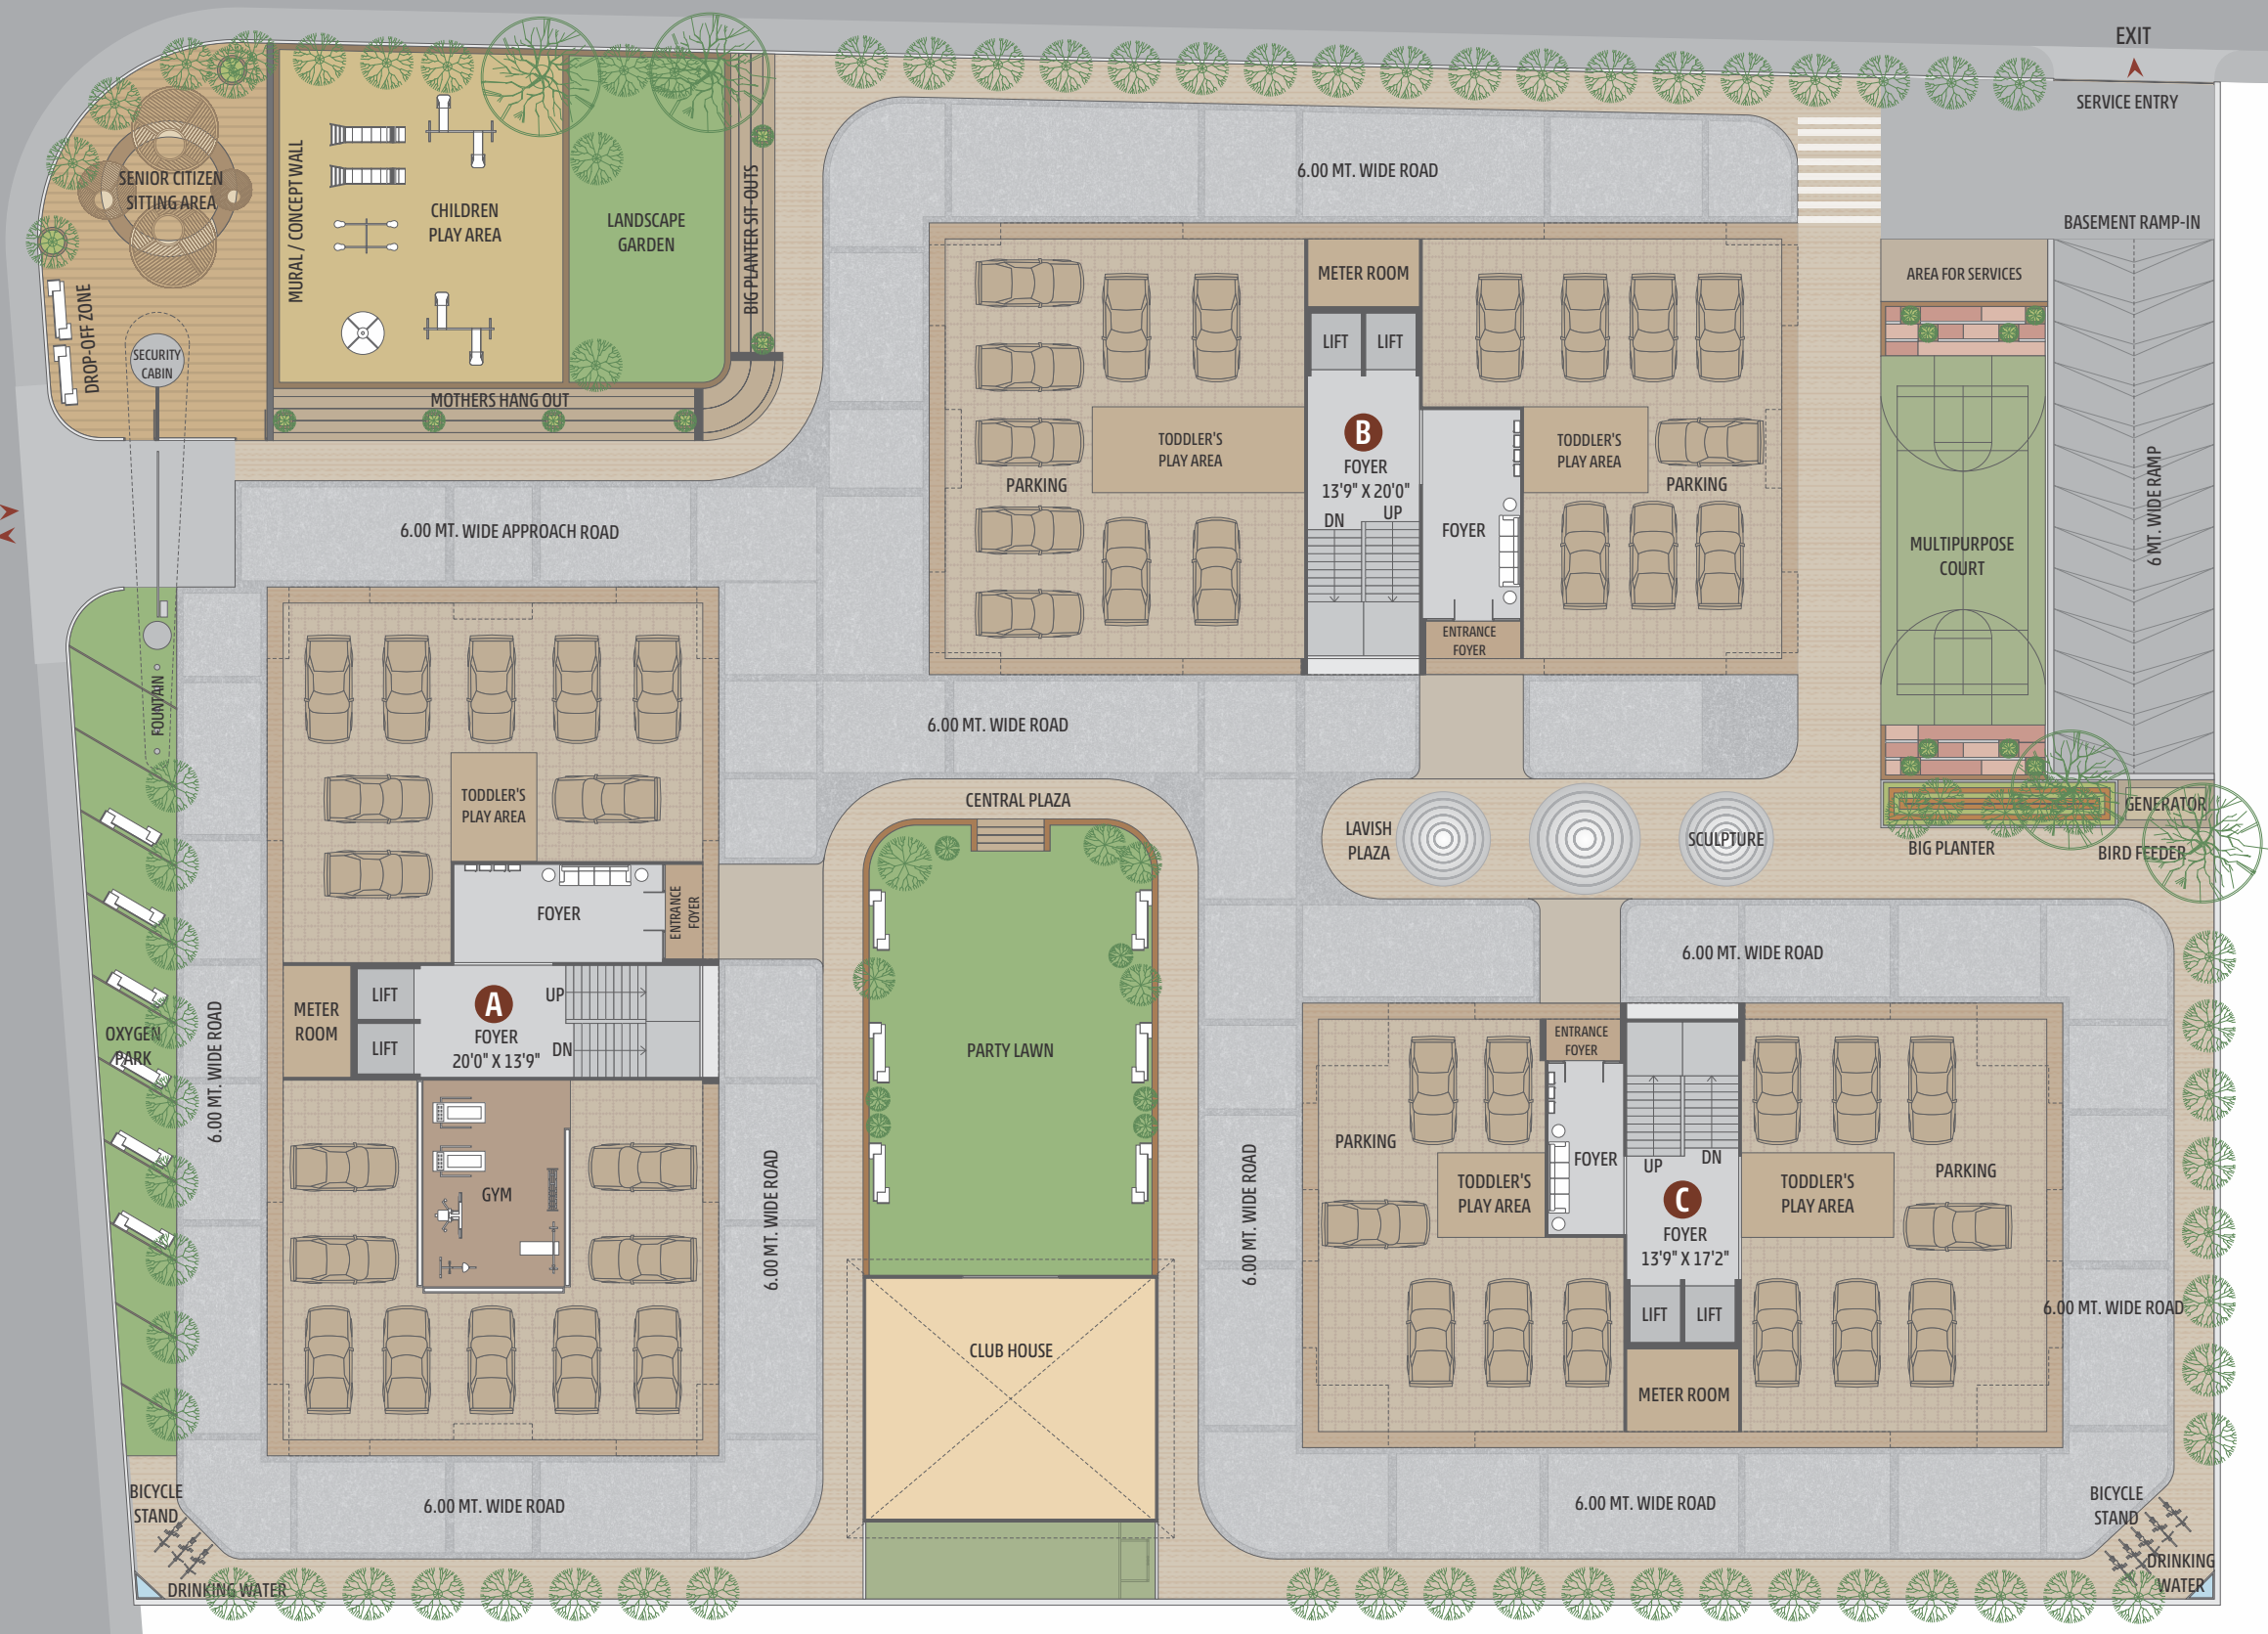 EXIT
SERVICE ENTRY
BASEMENT RAMP-IN
SENIOR CITIZEN
SITTING AREA
MURAL / CONCEPT WALL
CHILDREN
PLAY AREA
LANDSCAPE
GARDEN
BIG PLANTER SIT-OUTS
6.00 MT. WIDE ROAD
DROP-OFF ZONE
SECURITY
CABIN
MOTHERS HANG OUT
6.00 MT. WIDE APPROACH ROAD
METER ROOM
LIFT
LIFT
B
FOYER
13'9" X 20'0"
DN
UP
TODDLER'S
PLAY AREA
PARKING
FOYER
ENTRANCE
FOYER
TODDLER'S
PLAY AREA
PARKING
AREA FOR SERVICES
MULTIPURPOSE
COURT
6 MT. WIDE RAMP
6.00 MT. WIDE ROAD
FOUNTAIN
TODDLER'S
PLAY AREA
FOYER
ENTRANCE
FOYER
METER
ROOM
LIFT
LIFT
A
FOYER
20'0" X 13'9"
UP
DN
GYM
OXYGEN
PARK
6.00 MT. WIDE ROAD
6.00 MT. WIDE ROAD
CENTRAL PLAZA
PARTY LAWN
CLUB HOUSE
6.00 MT. WIDE ROAD
LAVISH
PLAZA
SCULPTURE
BIG PLANTER
GENERATOR
BIRD FEEDER
6.00 MT. WIDE ROAD
ENTRANCE
FOYER
PARKING
TODDLER'S
PLAY AREA
FOYER
UP
DN
C
FOYER
13'9" X 17'2"
LIFT
LIFT
METER ROOM
TODDLER'S
PLAY AREA
PARKING
6.00 MT. WIDE ROAD
6.00 MT. WIDE ROAD
6.00 MT. WIDE ROAD
BICYCLE
STAND
DRINKING WATER
BICYCLE
STAND
DRINKING
WATER